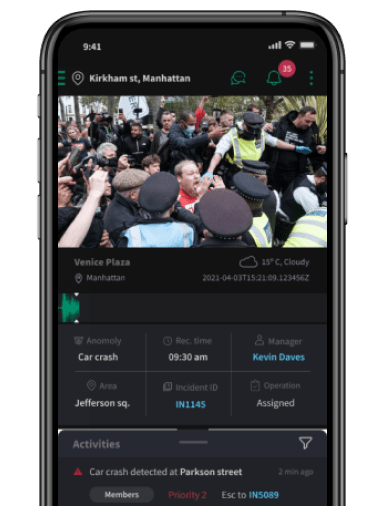 9:41
Kirkham st, Manhattan
35
Venice Plaza
15° C, Cloudy
Manhattan
2021-04-03T15:21:09.123456Z
Anomoly
Rec. time
Manager
Car crash
09:30 am
Kevin Daves
Area
Incident ID
Operation
Jefferson sq.
IN1145
Assigned
Activities
Car crash detected at Parkson street
2 min ago
Members
Priority 2
Esc to IN5089